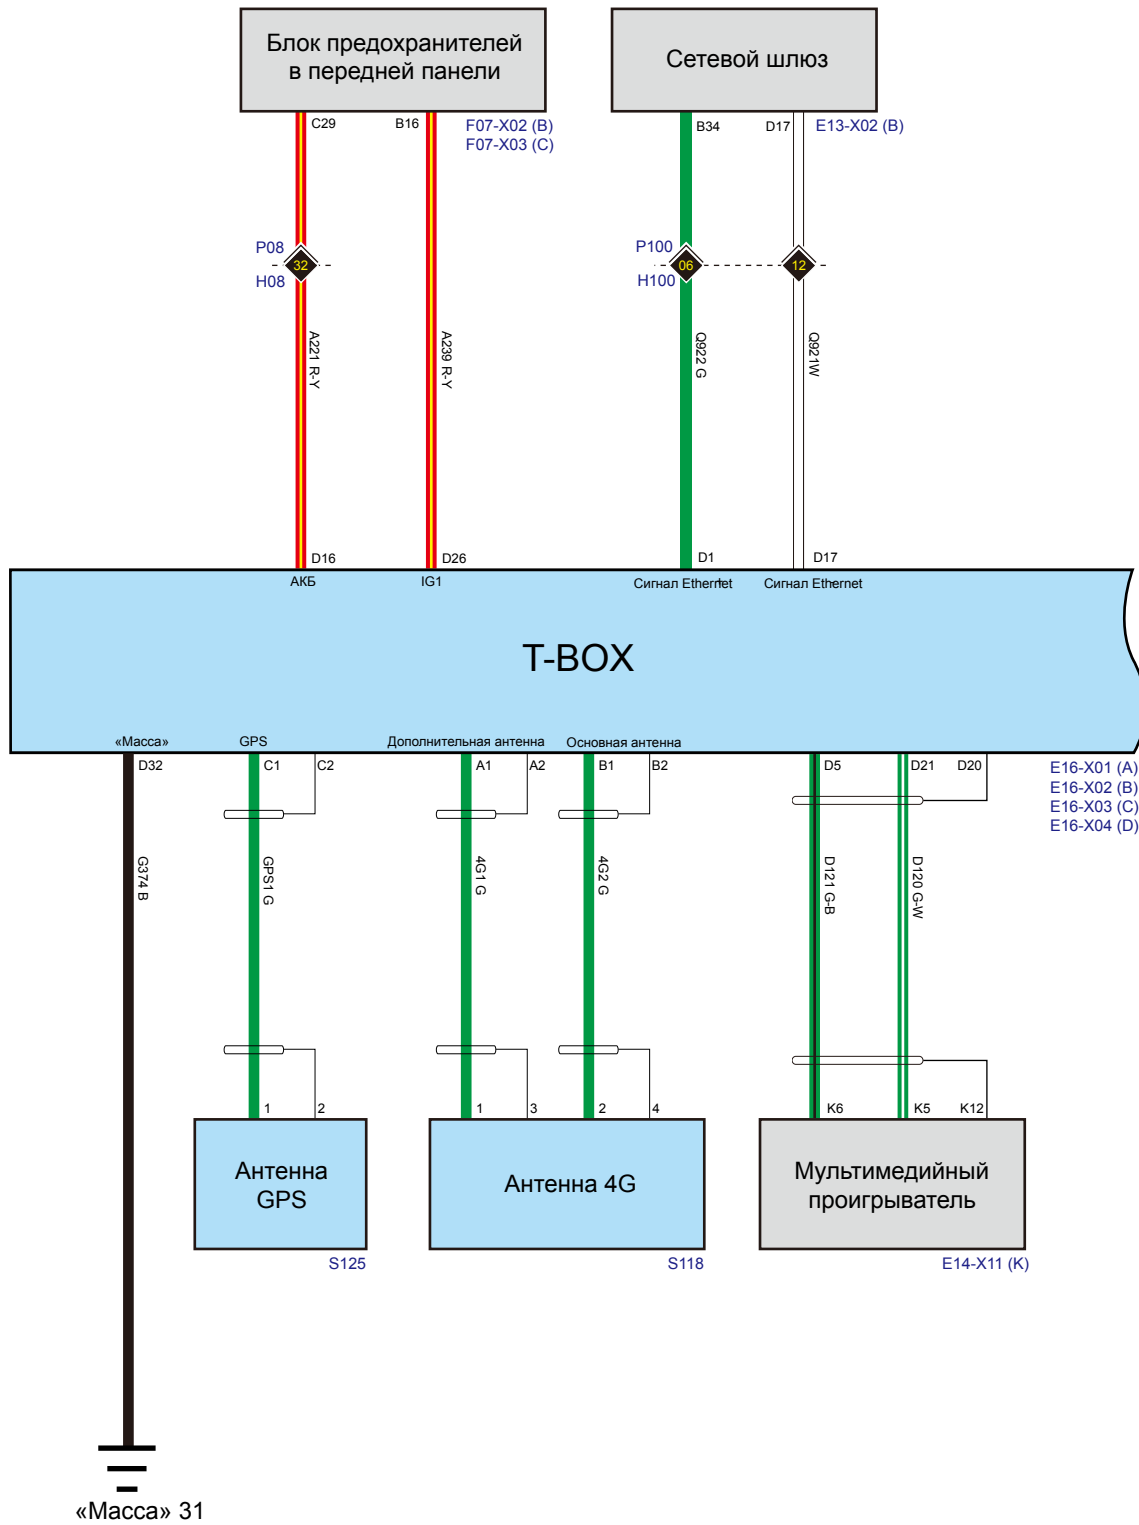 Блок предохранителей
в передней панели
Сетевой шлюз
C29
B16
F07-X02 (B)
F07-X03 (C)
B34
D17
E13-X02 (B)
P08
32
H08
P100
06
H100
12
A221 R-Y
A239 R-Y
Q922 G
Q921W
D16
D26
D1
D17
АКБ
IG1
Сигнал Ethernet+
Сигнал Ethernet-
T-BOX
«Масса»
GPS
Дополнительная антенна
Основная антенна
D32
C1
C2
A1
A2
B1
B2
D5
D21
D20
E16-X01 (A)
E16-X02 (B)
E16-X03 (C)
E16-X04 (D)
G374 B
GPS1 G
4G1 G
4G2 G
D121 G-B
D120 G-W
1
2
1
3
2
4
K6
K5
K12
Антенна
GPS
Антенна 4G
Мультимедийный
проигрыватель
S125
S118
E14-X11 (K)
«Масса» 31